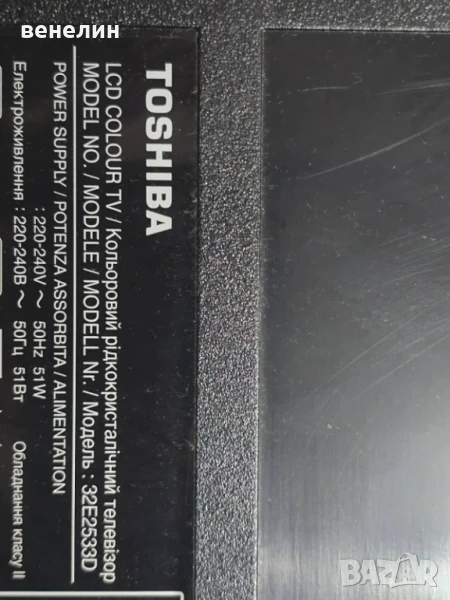 венелин
TOSHIBA
LCD COLOUR TV / Кольоровий рідкокристалічний телевізор
MODEL NO. / MODELE / MODELL Nr. / Модель : 32E2533D
POWER SUPPLY / POTENZA ASSORBITA / ALIMENTATION
: 220-240V ～ 50Hz 51W
Електроживлення : 220-240В ～ 50Гц 51Вт Обладнання класу II
BAZAR